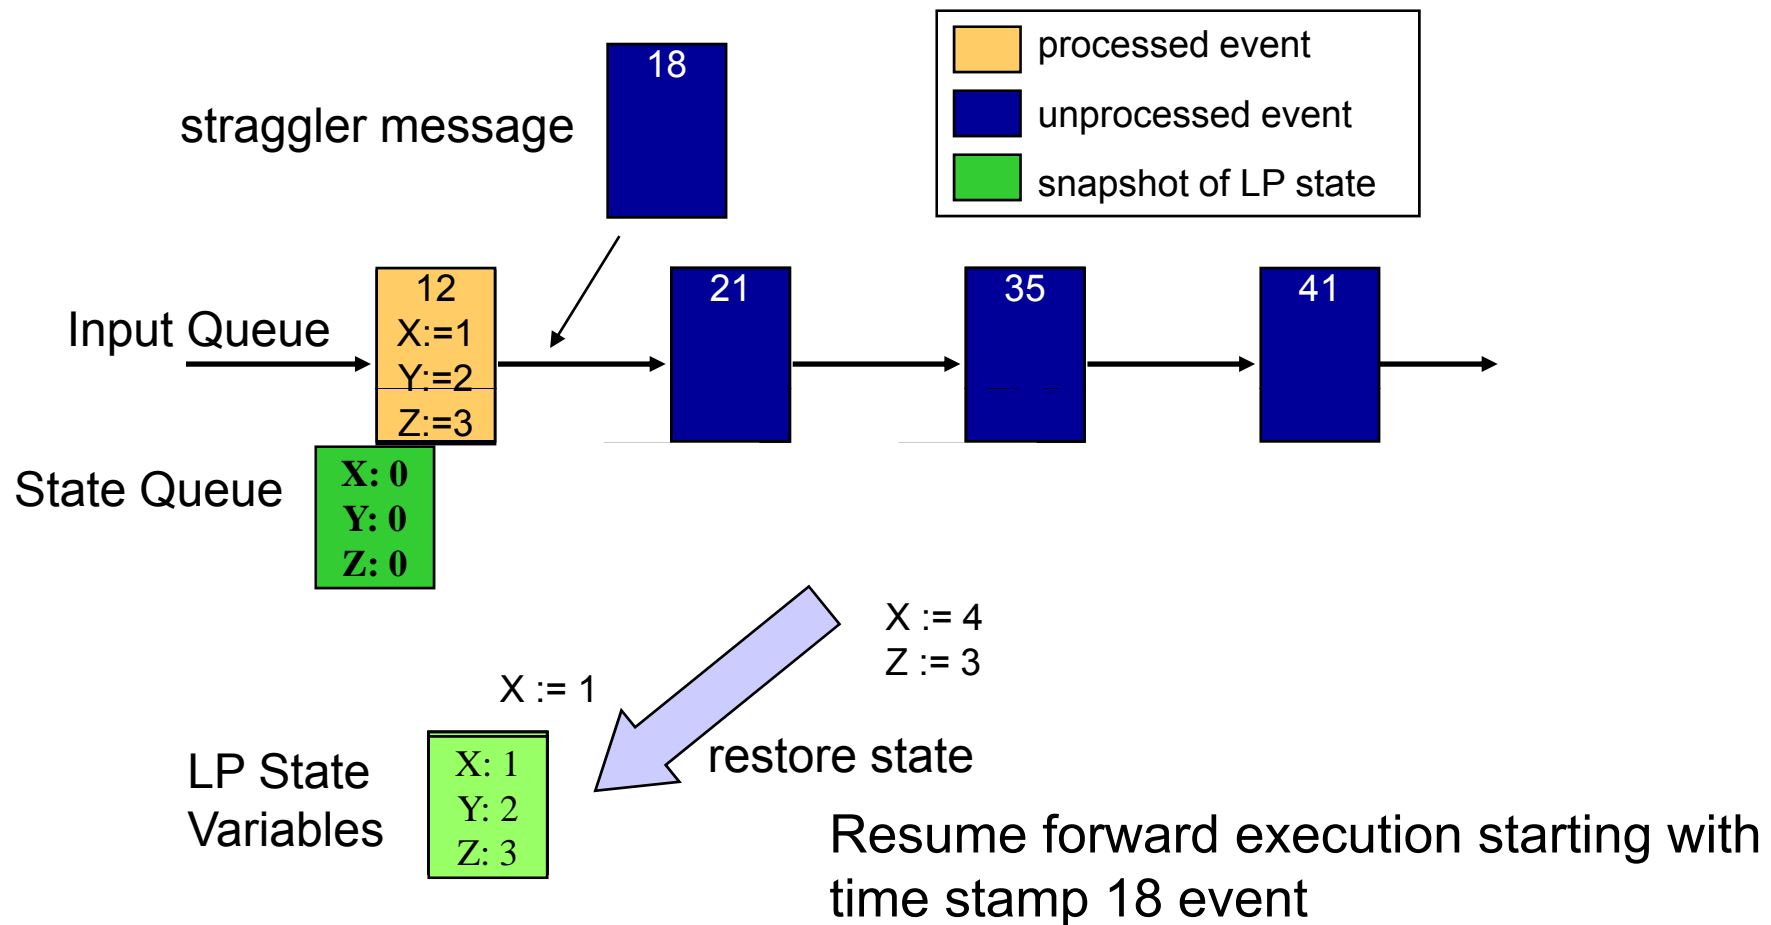 18
straggler message
processed event
unprocessed event
snapshot of LP state
Input Queue
12
X:=1
Y:=2
Z:=3
21
35
41
State Queue
X: 0
Y: 0
Z: 0
X := 4
Z := 3
X := 1
restore state
LP State
Variables
X: 1
Y: 2
Z: 3
Resume forward execution starting with
time stamp 18 event